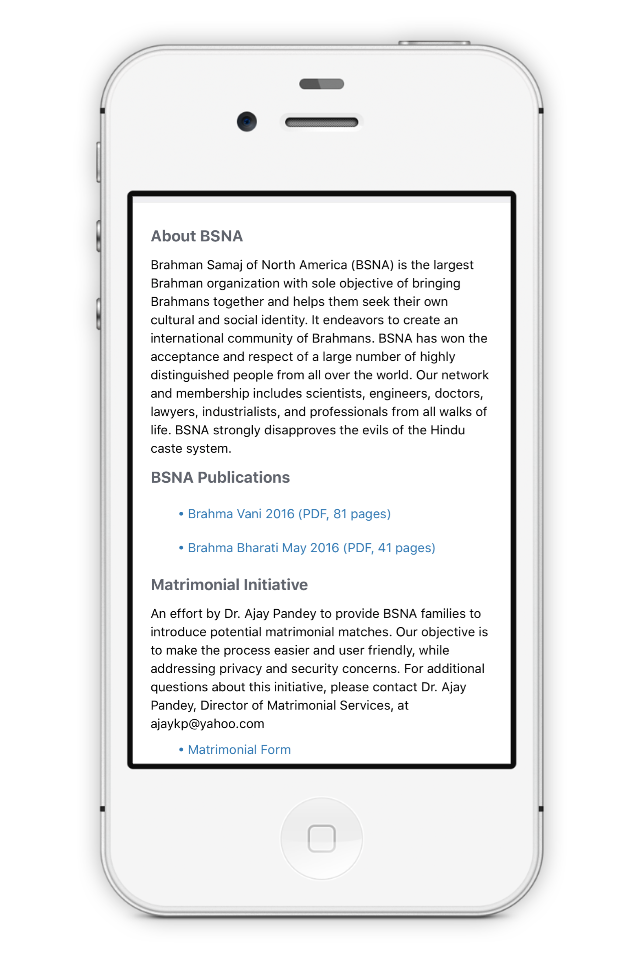 About BSNA
Brahman Samaj of North America (BSNA) is the largest
Brahman organization with sole objective of bringing
Brahmans together and helps them seek their own
cultural and social identity. It endeavors to create an
international community of Brahmans. BSNA has won the
acceptance and respect of a large number of highly
distinguished people from all over the world. Our network
and membership includes scientists, engineers, doctors,
lawyers, industrialists, and professionals from all walks of
life. BSNA strongly disapproves the evils of the Hindu
caste system.
BSNA Publications
• Brahma Vani 2016 (PDF, 81 pages)
• Brahma Bharati May 2016 (PDF, 41 pages)
Matrimonial Initiative
An effort by Dr. Ajay Pandey to provide BSNA families to
introduce potential matrimonial matches. Our objective is
to make the process easier and user friendly, while
addressing privacy and security concerns. For additional
questions about this initiative, please contact Dr. Ajay
Pandey, Director of Matrimonial Services, at
ajaykp@yahoo.com
• Matrimonial Form